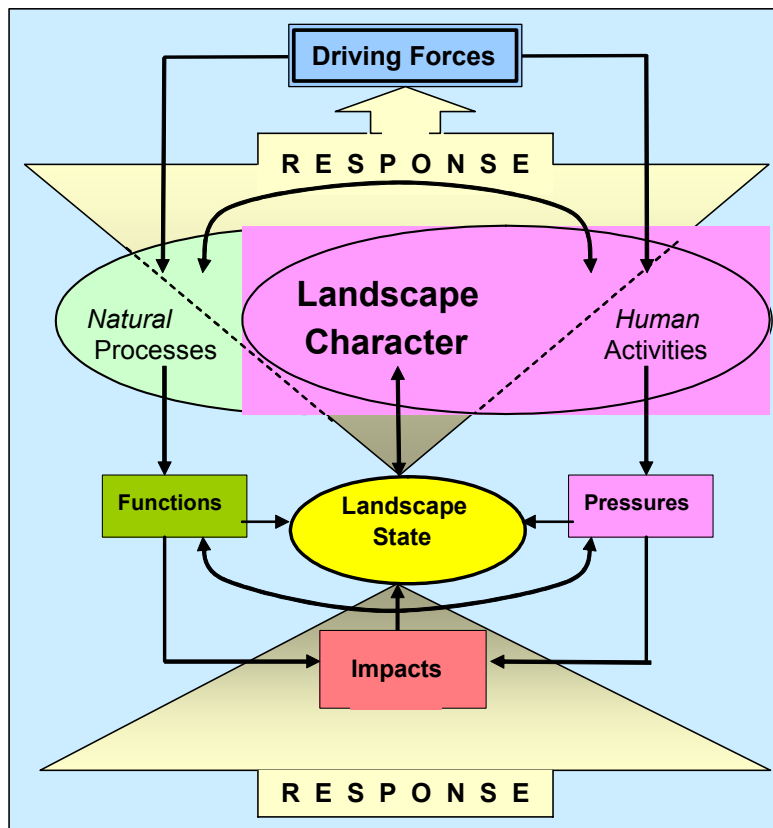 Driving Forces
R E S P O N S E
Landscape
Character
Natural
Processes
Human
Activities
Functions
Landscape
State
Pressures
Impacts
R E S P O N S E